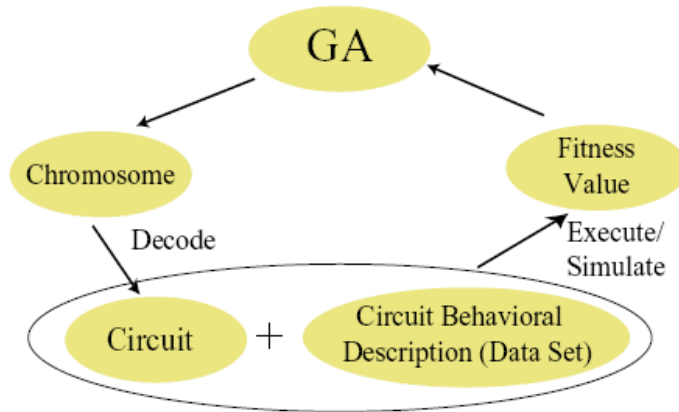 GA
Chromosome
Fitness
Value
Decode
Execute/
Simulate
Circuit
+
Circuit Behavioral
Description (Data Set)